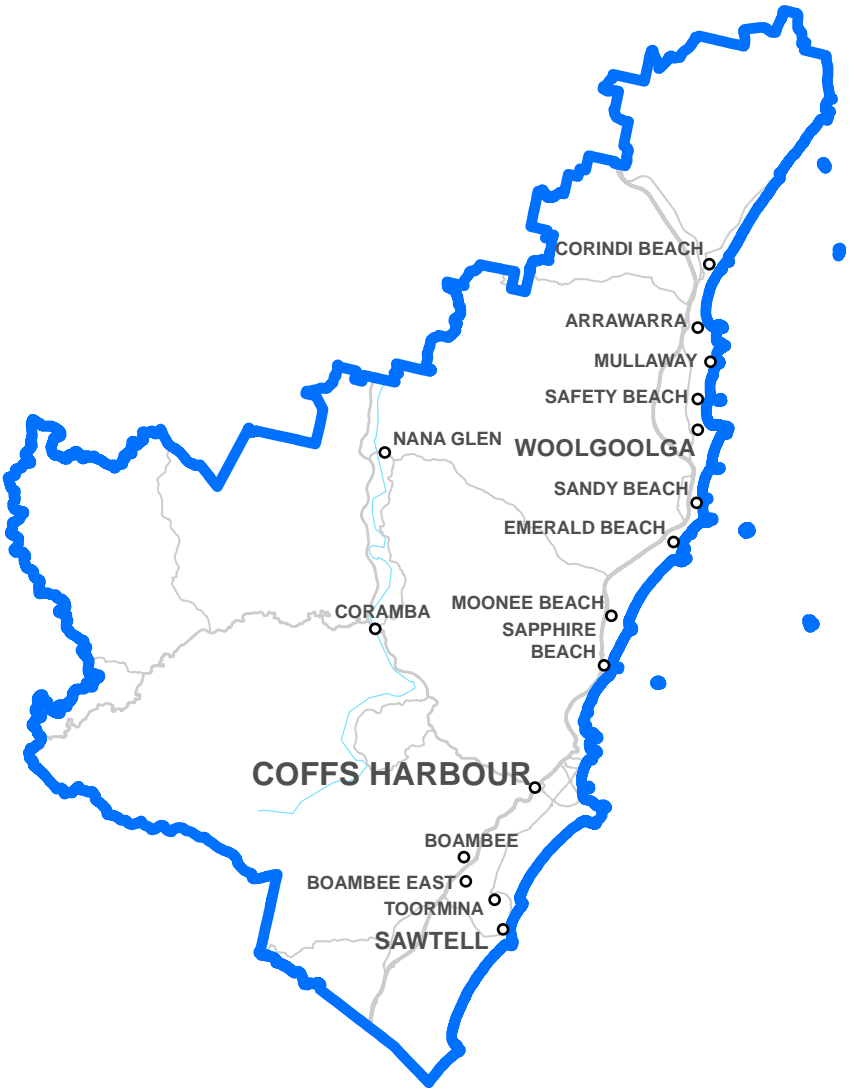 CORINDI BEACH
ARRAWARRA
MULLAWAY
SAFETY BEACH
NANA GLEN
WOOLGOOLGA
SANDY BEACH
EMERALD BEACH
MOONEE BEACH
CORAMBA
SAPPHIRE
BEACH
COFFS HARBOUR
BOAMBEE
BOAMBEE EAST
TOORMINA
SAWTELL